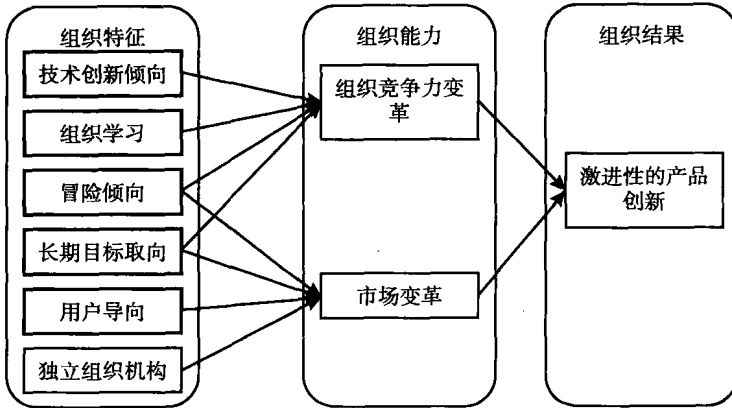 组织特征
技术创新倾向
组织学习
冒险倾向
长期目标取向
用户导向
独立组织机构
组织能力
组织竞争力变
革
市场变革
组织结果
激进性的产品
创新